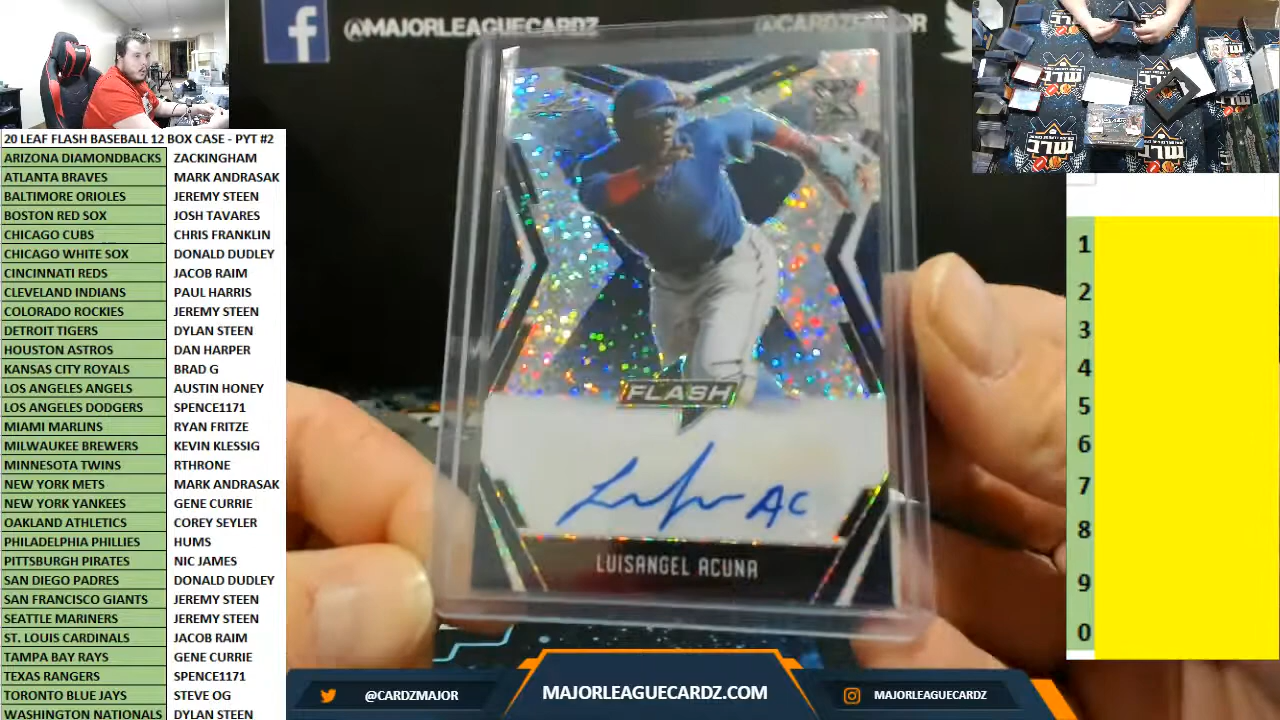 @MAJORLEAGUECARDZ
@CARDZMAJOR
20 LEAF FLASH BASEBALL 12 BOX CASE - PYT #2
ARIZONA DIAMONDBACKS ZACKINGHAM
ATLANTA BRAVES MARK ANDRASAK
BALTIMORE ORIOLES JEREMY STEEN
BOSTON RED SOX JOSH TAVARES
CHICAGO CUBS CHRIS FRANKLIN
CHICAGO WHITE SOX DONALD DUDLEY
CINCINNATI REDS JACOB RAIM
CLEVELAND INDIANS PAUL HARRIS
COLORADO ROCKIES JEREMY STEEN
DETROIT TIGERS DYLAN STEEN
HOUSTON ASTROS DAN HARPER
KANSAS CITY ROYALS BRAD G
LOS ANGELES ANGELS AUSTIN HONEY
LOS ANGELES DODGERS SPENCE1171
MIAMI MARLINS RYAN FRITZE
MILWAUKEE BREWERS KEVIN KLESSIG
MINNESOTA TWINS RTHRONE
NEW YORK METS MARK ANDRASAK
NEW YORK YANKEES GENE CURRIE
OAKLAND ATHLETICS COREY SEYLER
PHILADELPHIA PHILLIES HUMS
PITTSBURGH PIRATES NIC JAMES
SAN DIEGO PADRES DONALD DUDLEY
SAN FRANCISCO GIANTS JEREMY STEEN
SEATTLE MARINERS JEREMY STEEN
ST. LOUIS CARDINALS JACOB RAIM
TAMPA BAY RAYS GENE CURRIE
TEXAS RANGERS SPENCE1171
TORONTO BLUE JAYS STEVE OG
WASHINGTON NATIONALS DYLAN STEEN
FLASH
LUISANGEL ACUNA
MLC
MLC
1
2
3
4
5
6
7
8
9
0
@CARDZMAJOR
MAJORLEAGUECARDZ.COM
MAJORLEAGUECARDZ